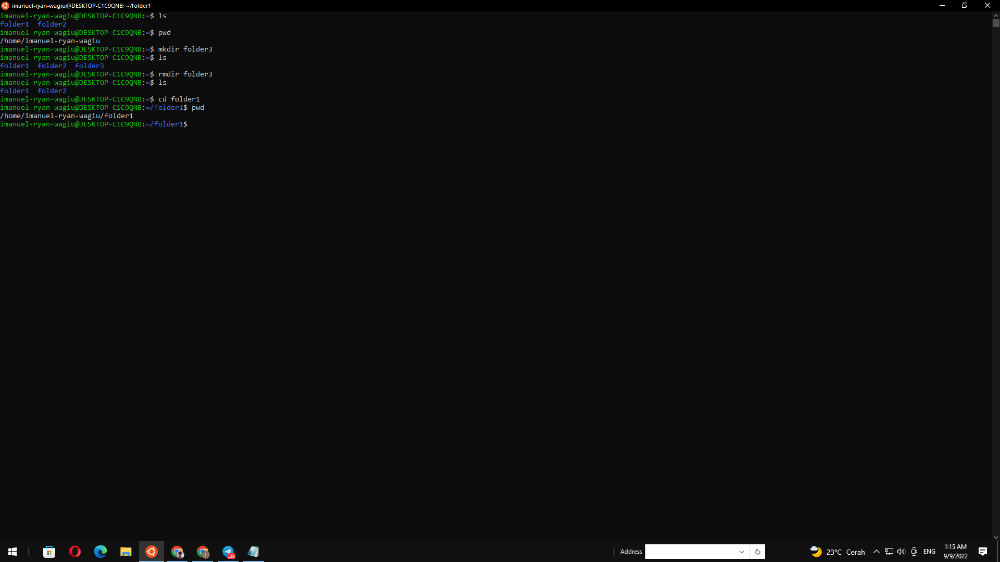 imanuel-ryan-wagiu@DESKTOP-C1C9QNB: ~/folder1
imanuel-ryan-wagiu@DESKTOP-C1C9QNB:~$ ls
folder1  folder2
imanuel-ryan-wagiu@DESKTOP-C1C9QNB:~$ pwd
/home/imanuel-ryan-wagiu
imanuel-ryan-wagiu@DESKTOP-C1C9QNB:~$ mkdir folder3
imanuel-ryan-wagiu@DESKTOP-C1C9QNB:~$ ls
folder1  folder2  folder3
imanuel-ryan-wagiu@DESKTOP-C1C9QNB:~$ rmdir folder3
imanuel-ryan-wagiu@DESKTOP-C1C9QNB:~$ ls
folder1  folder2
imanuel-ryan-wagiu@DESKTOP-C1C9QNB:~$ cd folder1
imanuel-ryan-wagiu@DESKTOP-C1C9QNB:~/folder1$ pwd
/home/imanuel-ryan-wagiu/folder1
imanuel-ryan-wagiu@DESKTOP-C1C9QNB:~/folder1$
Address
23°C Cerah
ENG
1:15 AM
9/9/2022